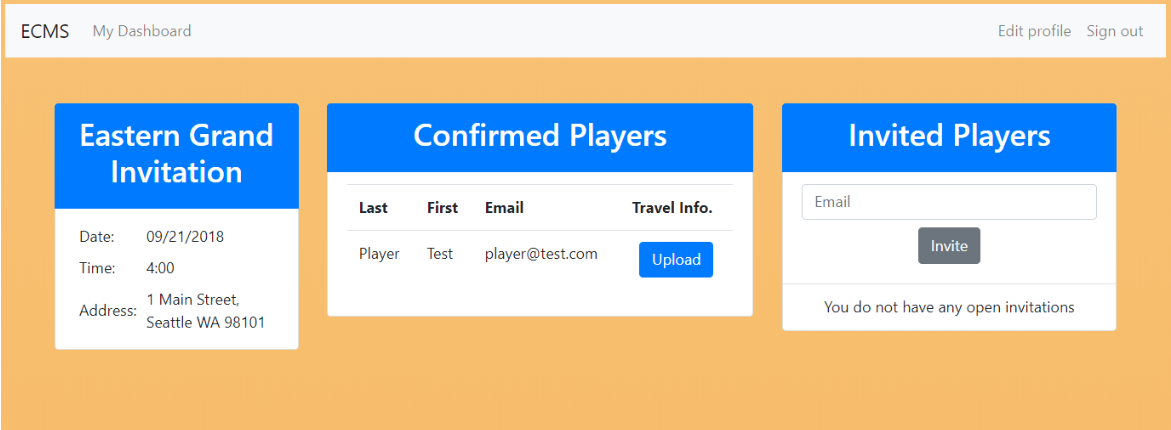 ECMS My Dashboard Edit profile Sign out
Eastern Grand
Invitation
Date: 09/21/2018
Time: 4:00
Address: 1 Main Street,
Seattle WA 98101
Confirmed Players
Last First Email Travel Info.
Player Test player@test.com Upload
Invited Players
Email
Invite
You do not have any open invitations